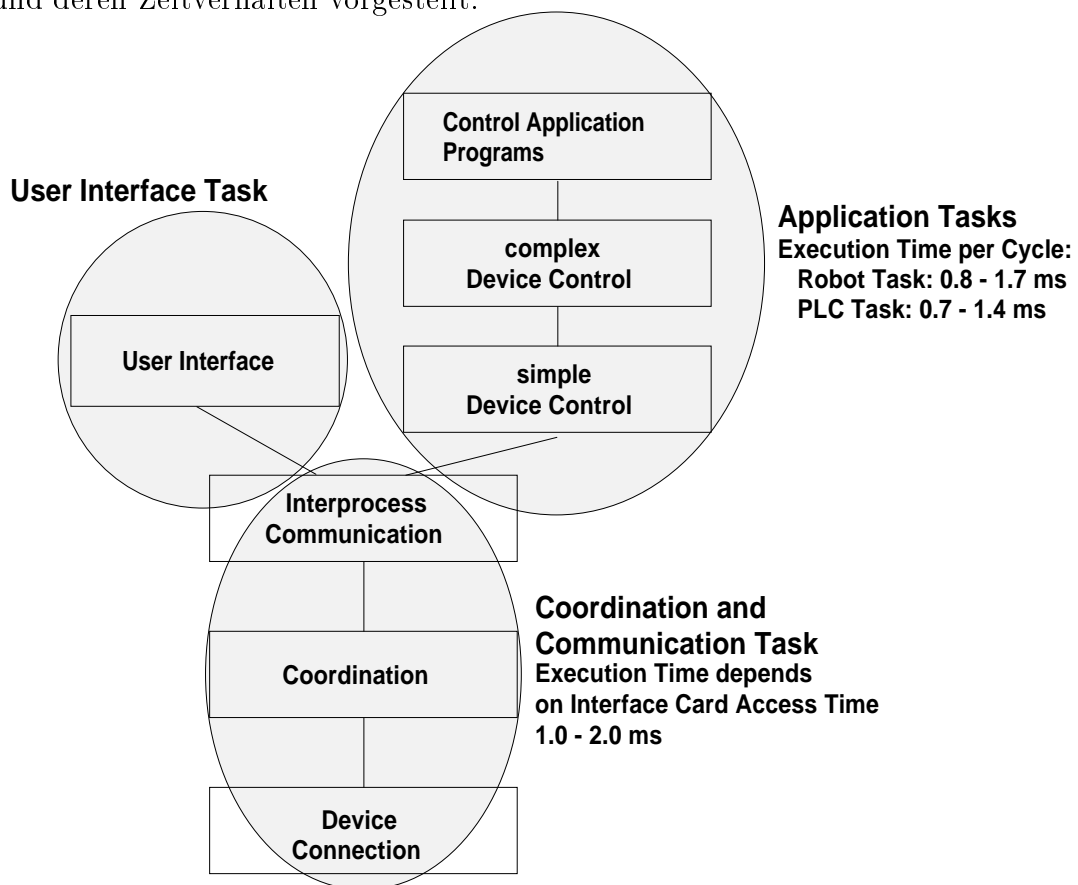 und deren Zeitverhalten vorgestellt.
Control Application
Programs
User Interface Task
Application Tasks
Execution Time per Cycle:
Robot Task: 0.8 - 1.7 ms
PLC Task: 0.7 - 1.4 ms
complex
Device Control
User Interface
simple
Device Control
Interprocess
Communication
Coordination and
Communication Task
Execution Time depends
on Interface Card Access Time
1.0 - 2.0 ms
Coordination
Device
Connection